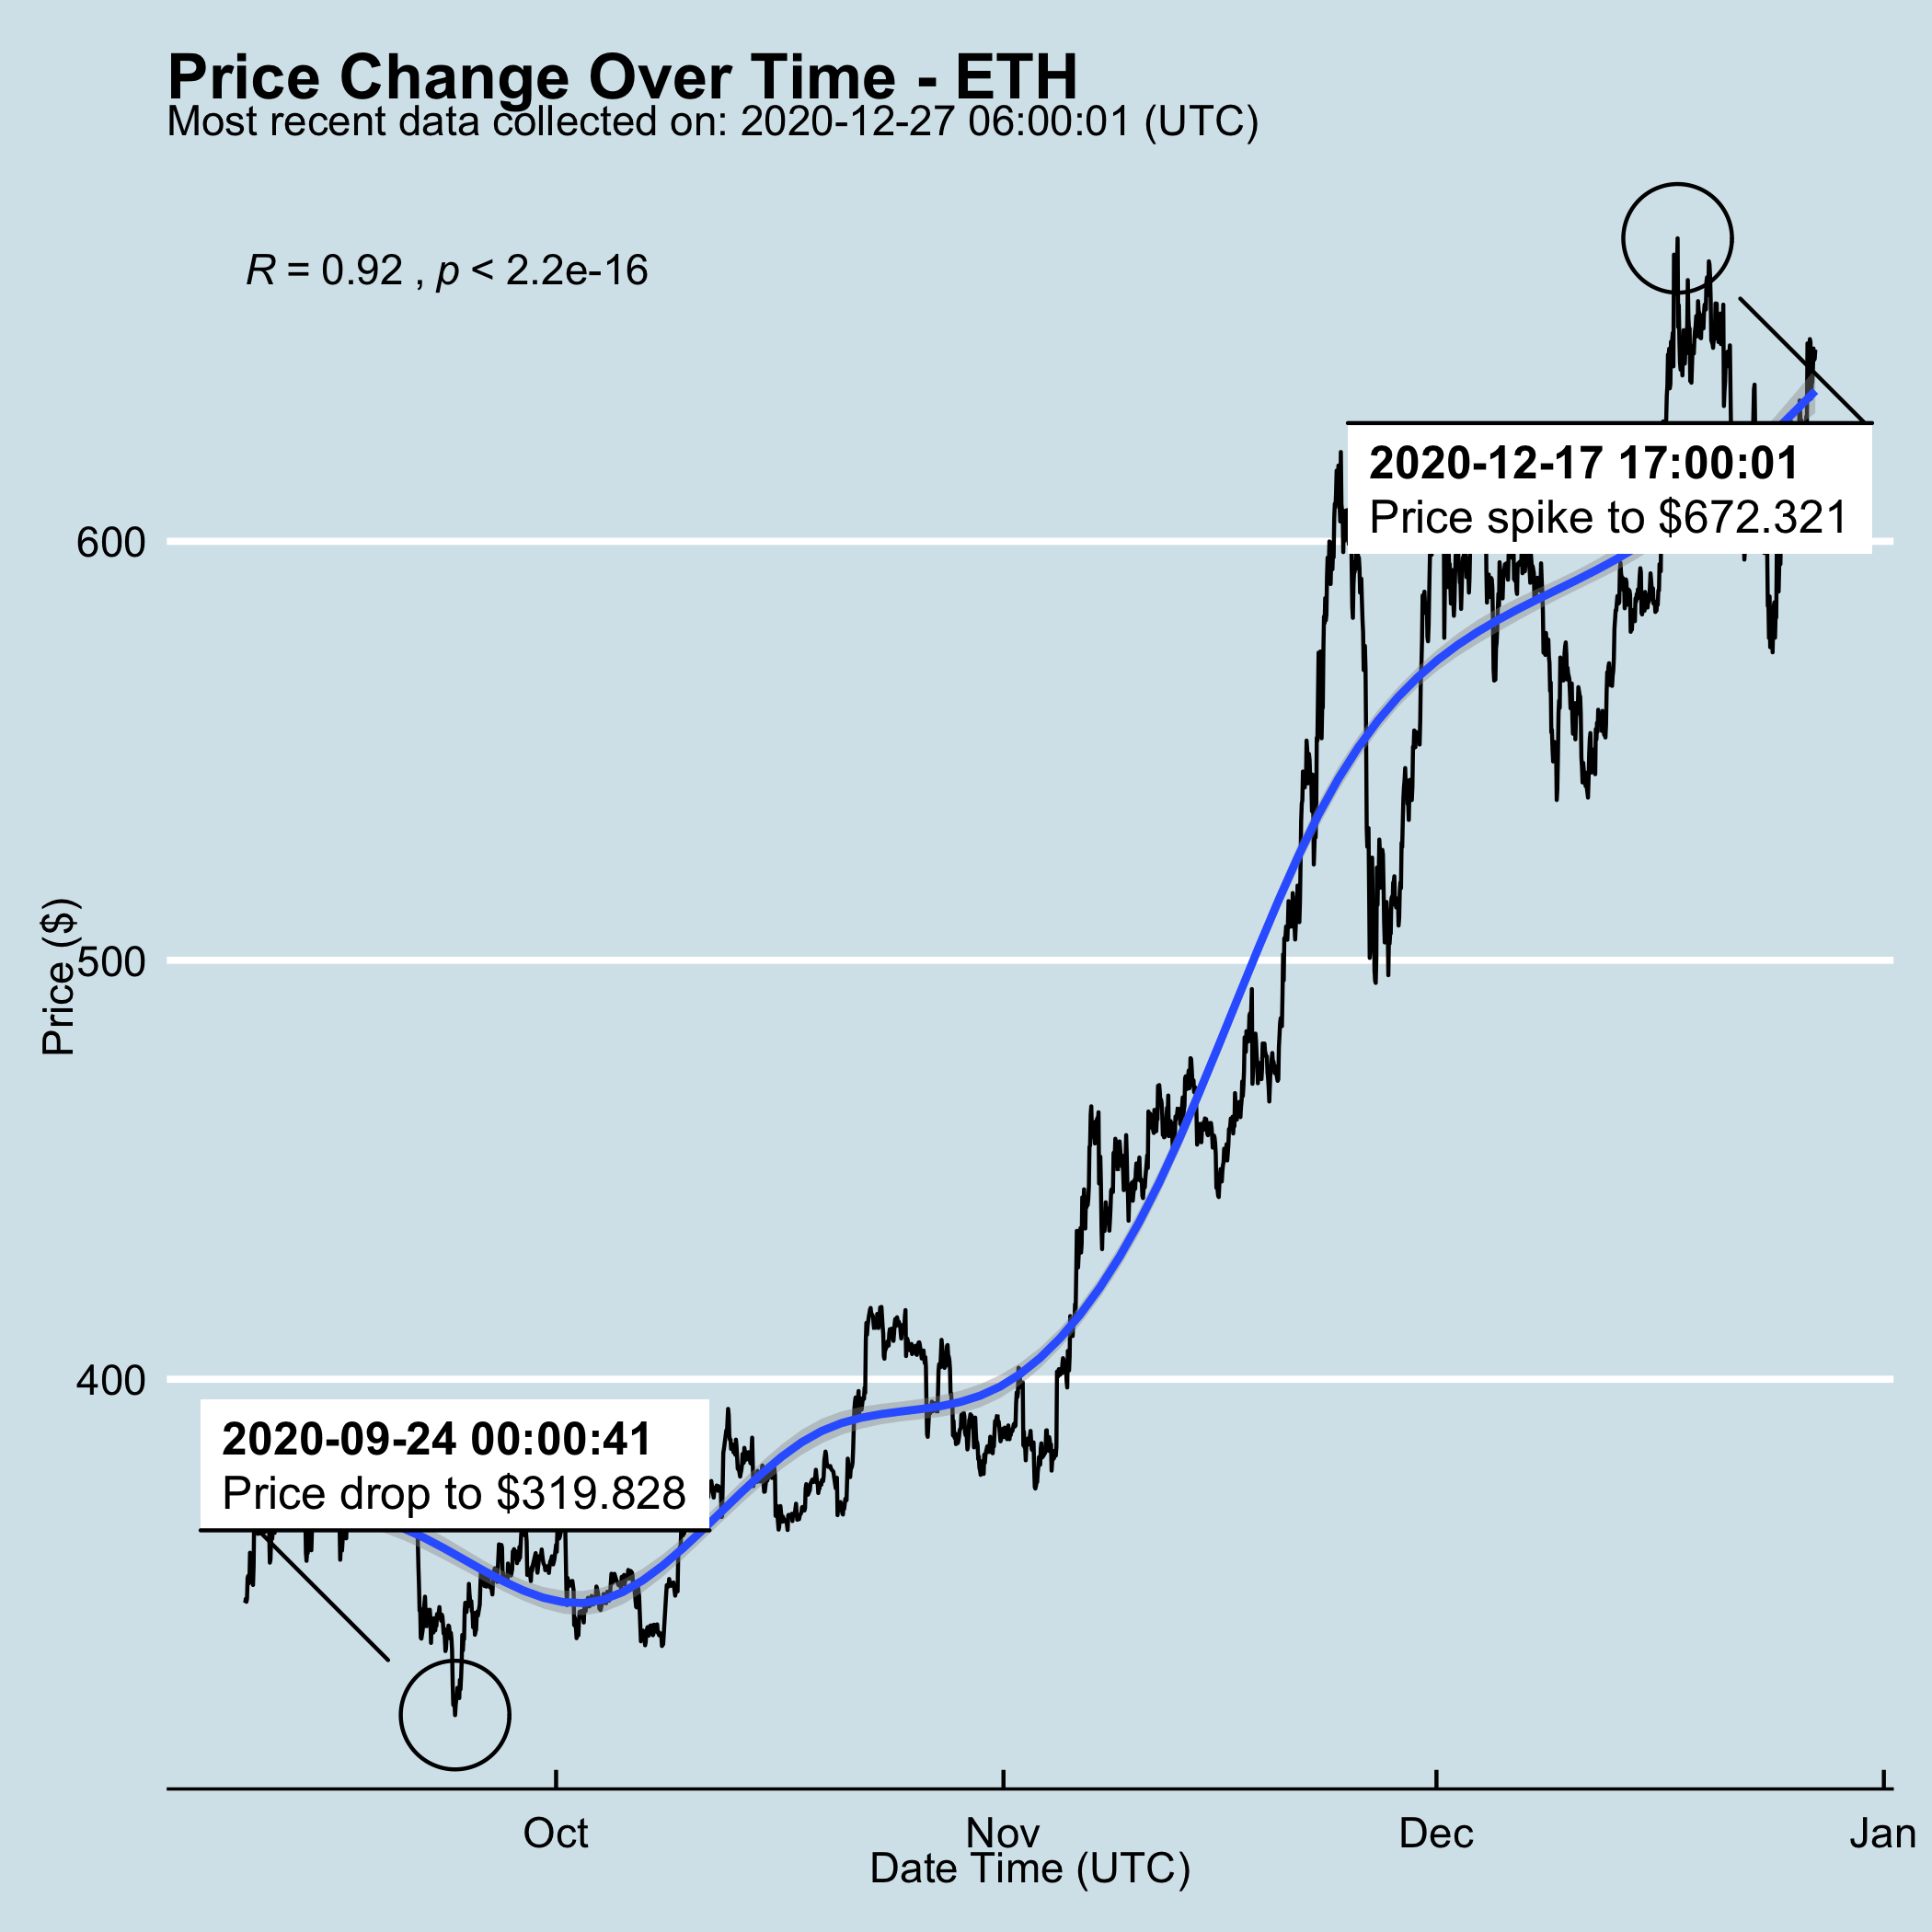 Price Change Over Time - ETH
Most recent data collected on: 2020-12-27 06:00:01 (UTC)
R = 0.92 , p < 2.2e-16
2020-12-17 17:00:01
Price spike to $672.321
600
500
400
Price ($)
2020-09-24 00:00:41
Price drop to $319.828
Oct
Nov
Dec
Jan
Date Time (UTC)